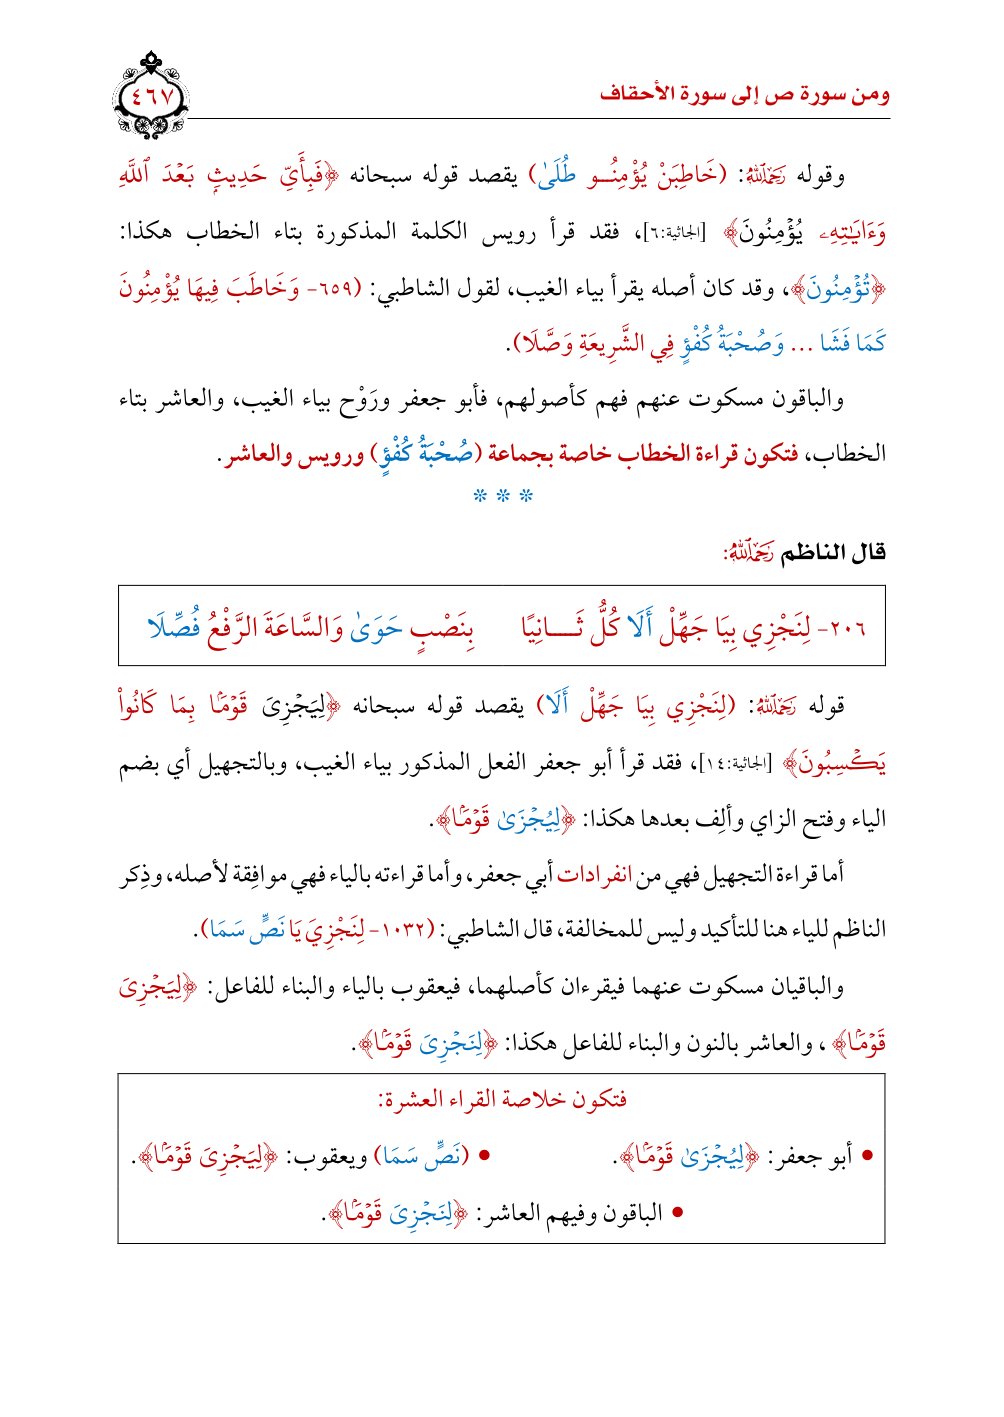 ومن سورة ص إلى سورة الأحقاف
٤٦٧
وقوله رَحِمَهُ اللَّهُ: (خَاطِبَنْ يُؤْمِنُــو طُلَىٰ) يقصد قوله سبحانه ﴿فَبِأَيِّ حَدِيثٍۭ بَعْدَ ٱللَّهِ
وَءَايَٰتِهِۦ يُؤْمِنُونَ﴾ [الجاثية:٦]، فقد قرأ رويس الكلمة المذكورة بتاء الخطاب هكذا:
﴿تُؤْمِنُونَ﴾، وقد كان أصله يقرأ بياء الغيب، لقول الشاطبي: (٦٥٩- وَخَاطَبَ فِيهَا يُؤْمِنُونَ
كَمَا فَشَا ... وَصُحْبَةُ كُفْؤٍ فِي الشَّرِيعَةِ وَصَّلَا).
والباقون مسكوت عنهم فهم كأصولهم، فأبو جعفر ورَوْح بياء الغيب، والعاشر بتاء
الخطاب، فتكون قراءة الخطاب خاصة بجماعة (صُحْبَةُ كُفْؤٍ) ورويس والعاشر.
* * *
قال الناظم رَحِمَهُ اللَّهُ:
٢٠٦- لِنَجْزِي بِيَا جَهِّلْ أَلَا كُلُّ ثَـــانِيًا بِنَصْبٍ حَوَىٰ وَالسَّاعَةَ الرَّفْعُ فُصِّلَا
قوله رَحِمَهُ اللَّهُ: (لِنَجْزِي بِيَا جَهِّلْ أَلَا) يقصد قوله سبحانه ﴿لِيَجْزِىَ قَوْمًۢا بِمَا كَانُوا۟
يَكْسِبُونَ﴾ [الجاثية:١٤]، فقد قرأ أبو جعفر الفعل المذكور بياء الغيب، وبالتجهيل أي بضم
الياء وفتح الزاي وألِف بعدها هكذا: ﴿لِيُجْزَىٰ قَوْمًۢا﴾.
أما قراءة التجهيل فهي من انفرادات أبي جعفر، وأما قراءته بالياء فهي موافِقة لأصله، وذِكر
الناظم للياء هنا للتأكيد وليس للمخالفة، قال الشاطبي: (١٠٣٢- لِنَجْزِيَ يَا نَصٌّ سَمَا).
والباقيان مسكوت عنهما فيقرءان كأصلهما، فيعقوب بالياء والبناء للفاعل: ﴿لِيَجْزِىَ
قَوْمًۢا﴾ ، والعاشر بالنون والبناء للفاعل هكذا: ﴿لِنَجْزِىَ قَوْمًۢا﴾.
فتكون خلاصة القراء العشرة:
• أبو جعفر: ﴿لِيُجْزَىٰ قَوْمًۢا﴾. • (نَصٌّ سَمَا) ويعقوب: ﴿لِيَجْزِىَ قَوْمًۢا﴾.
• الباقون وفيهم العاشر: ﴿لِنَجْزِىَ قَوْمًۢا﴾.